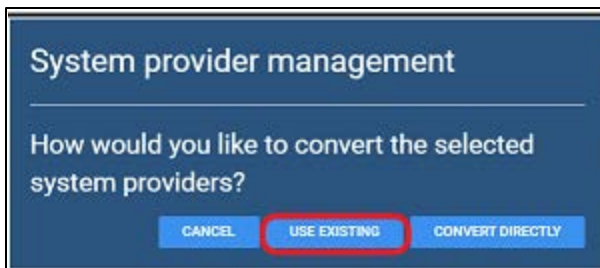 System provider management
How would you like to convert the selected
system providers?
CANCEL USE EXISTING CONVERT DIRECTLY